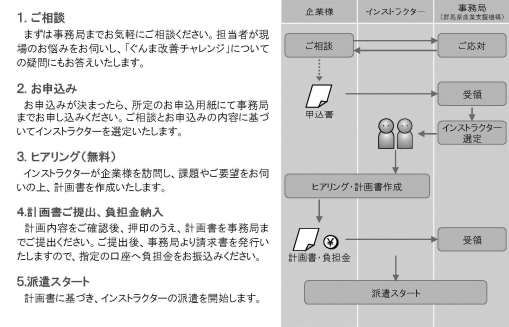 1. ご相談
まずは事務局までお気軽にご相談ください。担当者が現
場のお悩みをお伺いし、「ぐんま改善チャレンジ」について
の疑問にもお答えいたします。
2. お申込み
お申込みが決まったら、所定のお申込用紙にて事務局
までお申し込みください。ご相談とお申込みの内容に基づ
いてインストラクターを選定いたします。
3. ヒアリング(無料)
インストラクターが企業様を訪問し、課題やご要望をお伺
いの上、計画書を作成いたします。
4.計画書ご提出、負担金納入
計画内容をご確認後、押印のうえ、計画書を事務局ま
でご提出ください。ご提出後、事務局より請求書を発行い
たしますので、指定の口座へ負担金をお振込みください。
5.派遣スタート
計画書に基づき、インストラクターの派遣を開始します。
企業様
インストラクター
事務局
(群馬県産業支援機構)
ご相談
ご応対
申込書
受領
インストラクター
選定
ヒアリング・計画書作成
¥
計画書・負担金
受領
派遣スタート